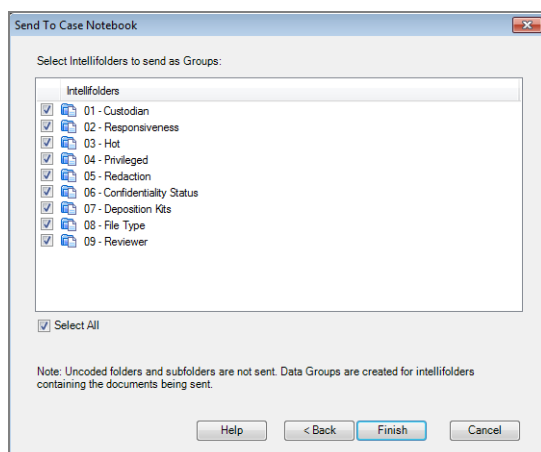 Send To Case Notebook
Select Intellifolders to send as Groups:
Intellifolders
01 - Custodian
02 - Responsiveness
03 - Hot
04 - Privileged
05 - Redaction
06 - Confidentiality Status
07 - Deposition Kits
08 - File Type
09 - Reviewer
Select All
Note: Uncoded folders and subfolders are not sent. Data Groups are created for intellifolders
containing the documents being sent.
Help < Back Finish Cancel